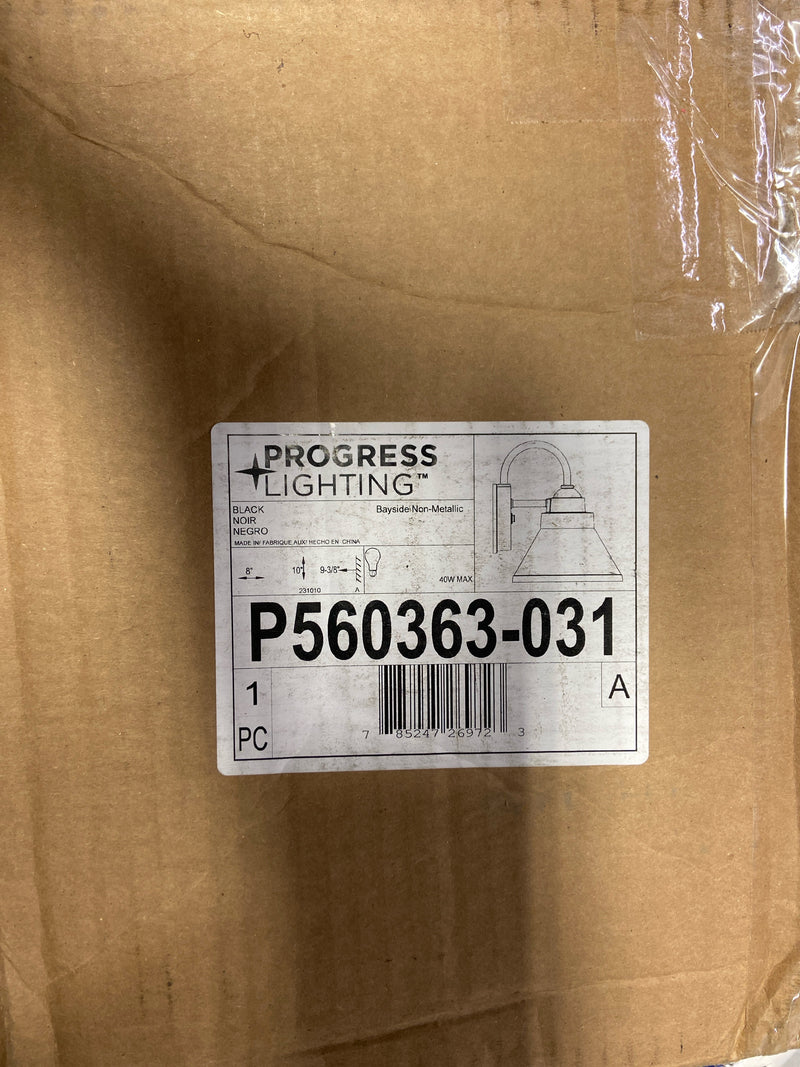 PROGRESS
LIGHTING™
BLACK
NOIR
NEGRO
Bayside/Non-Metallic
MADE IN/ FABRIQUE AUX/ HECHO EN CHINA
8" 10" 9-3/8"
231010 A
40W MAX
P560363-031
1
PC
A
7 85247 26972 3